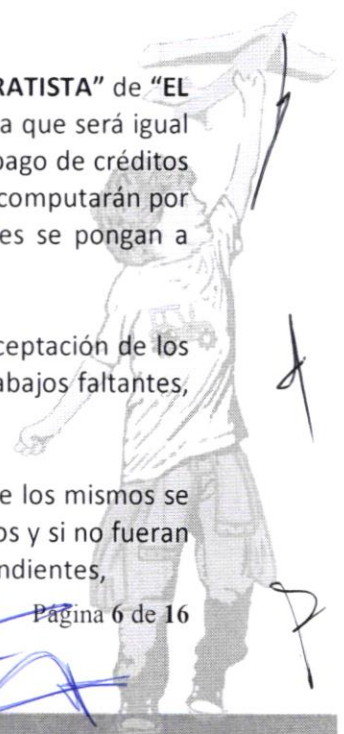 RATISTA” de “EL
a que será igual
pago de créditos
computarán por
es se pongan a
ceptación de los
abajos faltantes,
e los mismos se
os y si no fueran
ndientes,
Página 6 de 16